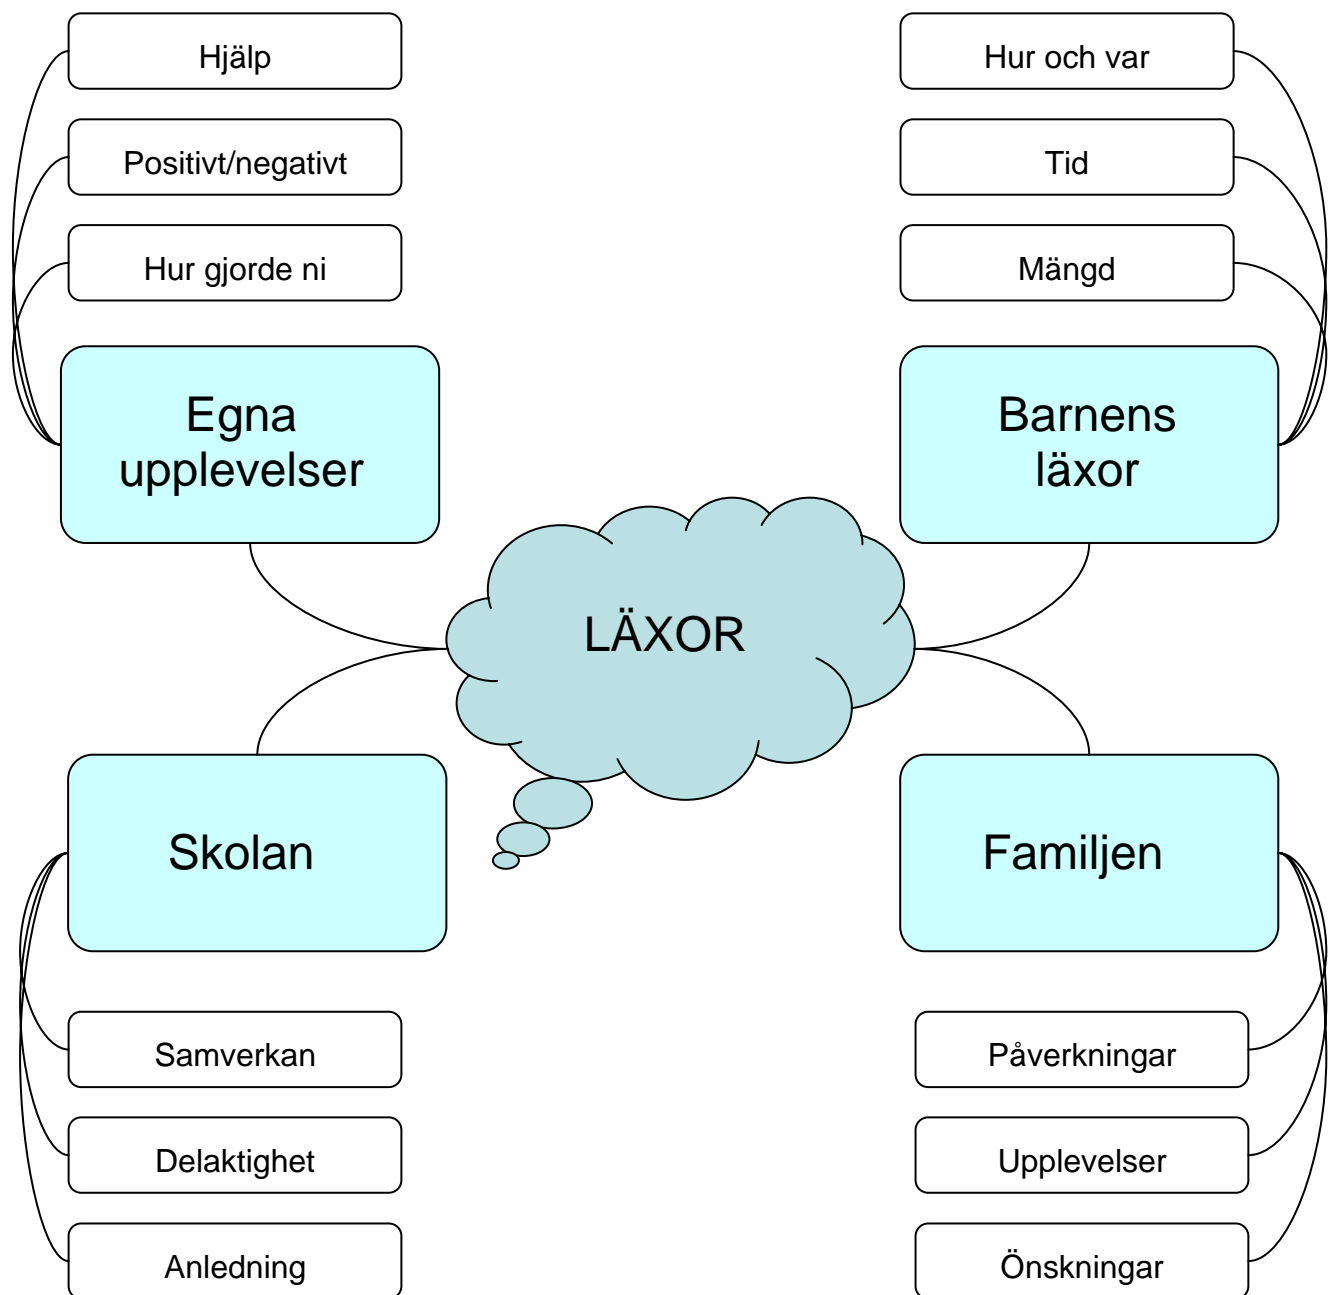 Hjälp
Positivt/negativt
Hur gjorde ni
Egna
upplevelser
Hur och var
Tid
Mängd
Barnens
läxor
LÄXOR
Skolan
Samverkan
Delaktighet
Anledning
Familjen
Påverkningar
Upplevelser
Önskningar